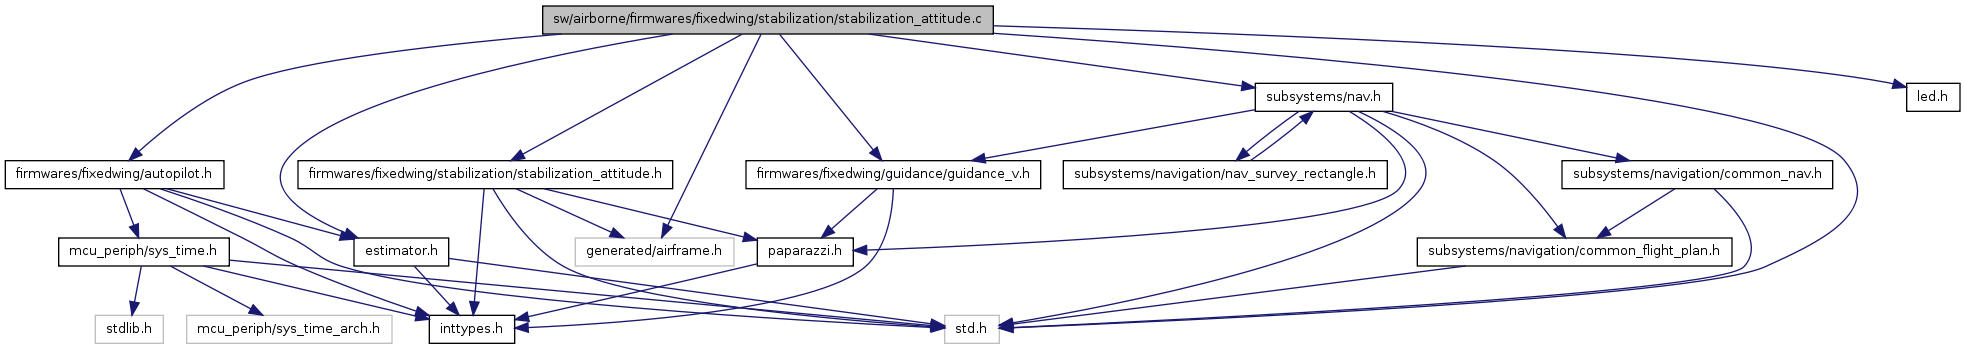 sw/airborne/firmwares/fixedwing/stabilization/stabilization_attitude.c
subsystems/nav.h
led.h
firmwares/fixedwing/autopilot.h
firmwares/fixedwing/stabilization/stabilization_attitude.h
firmwares/fixedwing/guidance/guidance_v.h
subsystems/navigation/nav_survey_rectangle.h
subsystems/navigation/common_nav.h
mcu_periph/sys_time.h
estimator.h
generated/airframe.h
paparazzi.h
subsystems/navigation/common_flight_plan.h
stdlib.h
mcu_periph/sys_time_arch.h
inttypes.h
std.h